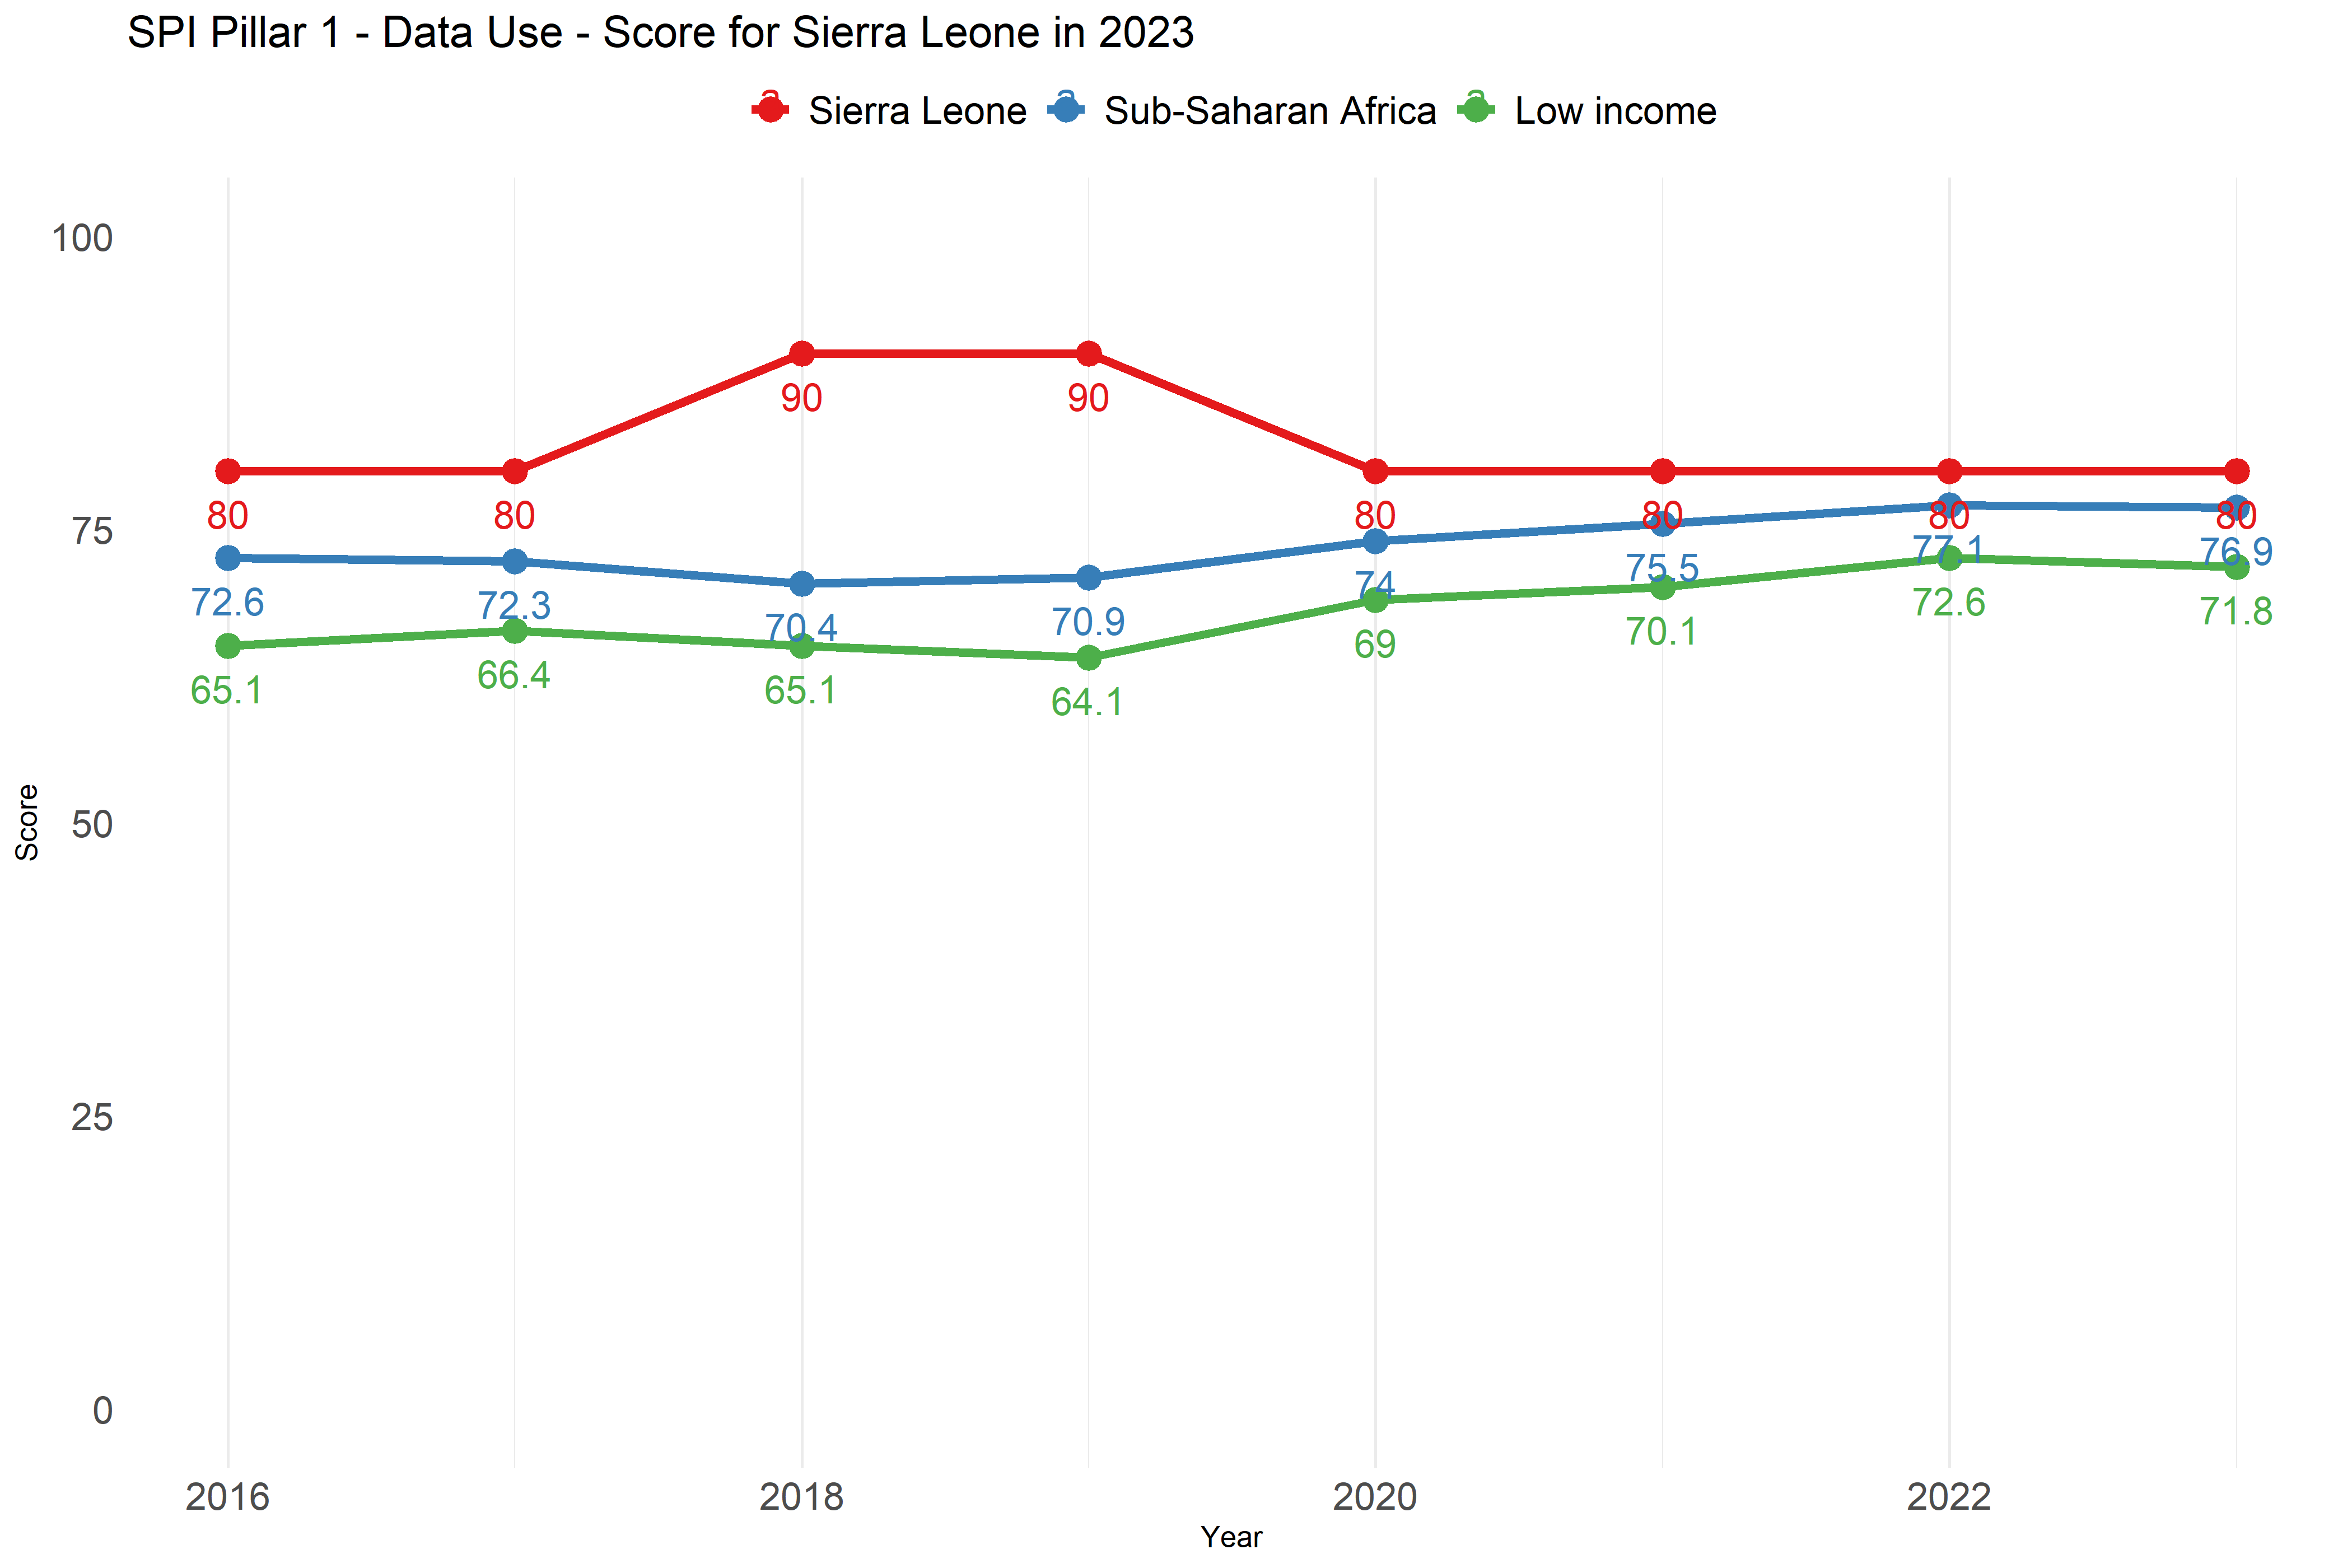 SPI Pillar 1 - Data Use - Score for Sierra Leone in 2023
Sierra Leone Sub-Saharan Africa Low income
100
75
50
25
0
Score
90 90
80 80 80 80 80 80
72.6 72.3 70.4 70.9 74 75.5 77.1 76.9
65.1 66.4 65.1 64.1 69 70.1 72.6 71.8
2016 2018 2020 2022
Year